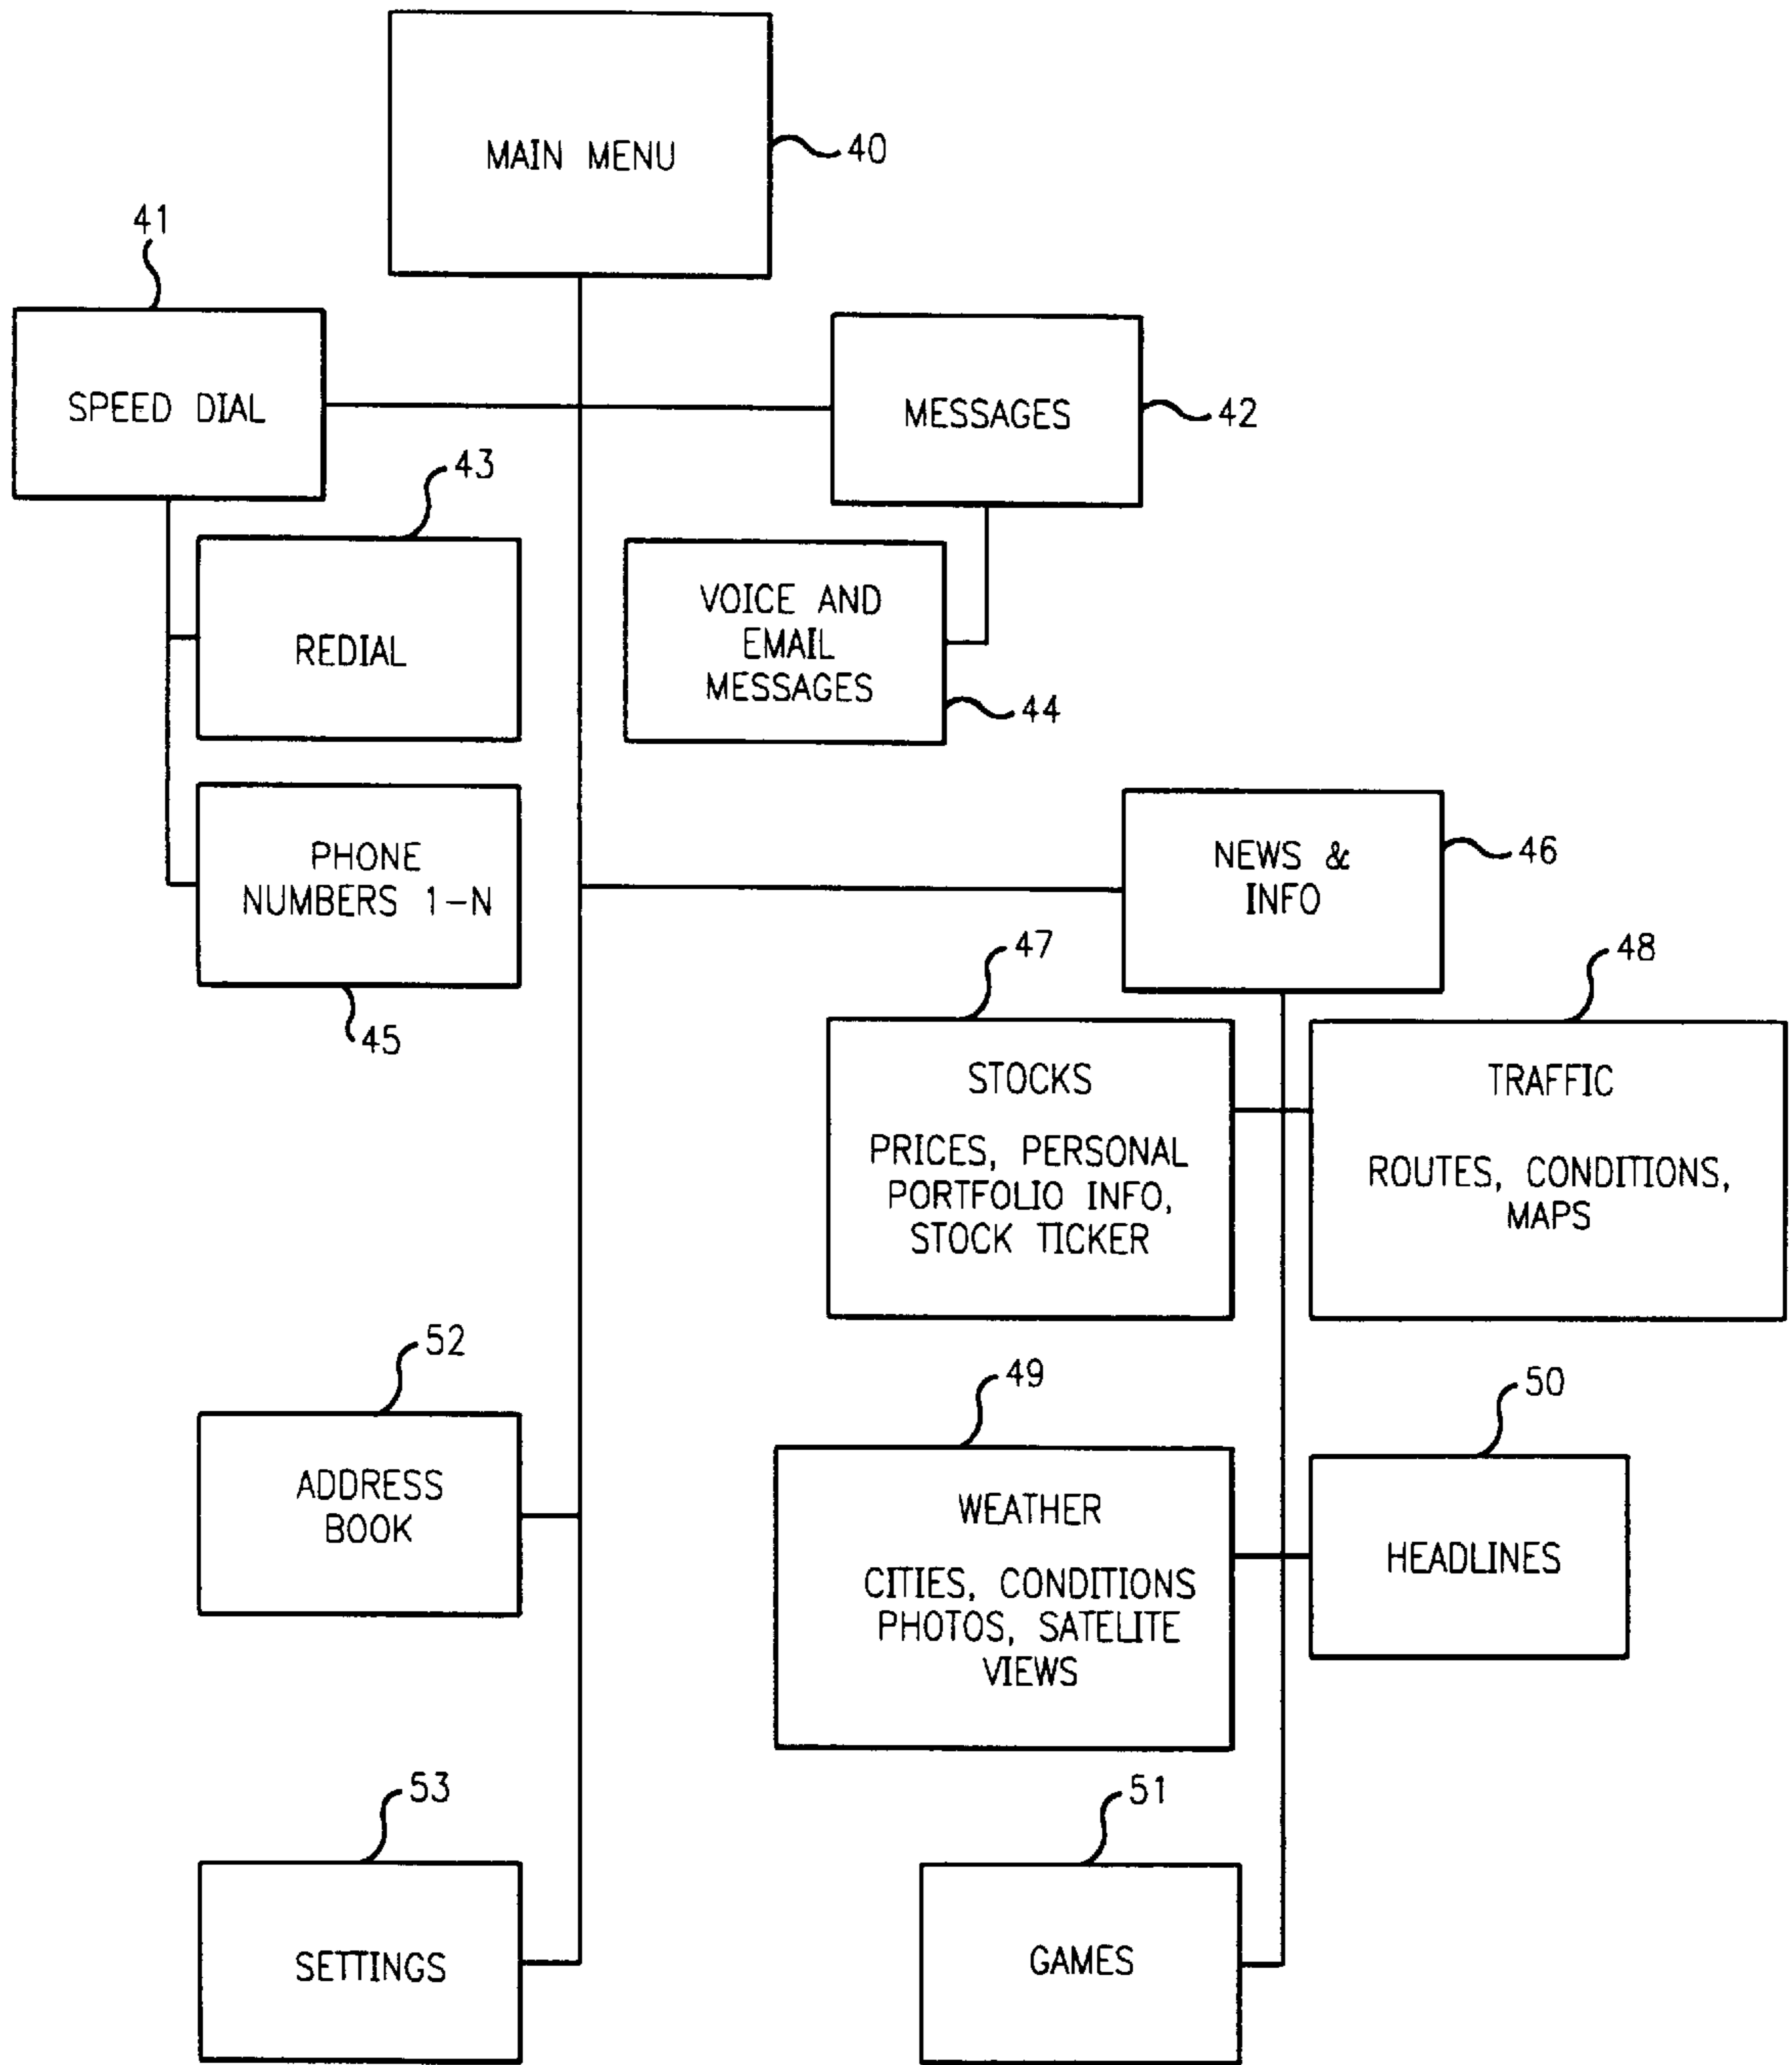 MAIN MENU
40
41
SPEED DIAL
MESSAGES
42
43
REDIAL
VOICE AND
EMAIL
MESSAGES
44
PHONE
NUMBERS 1-N
45
NEWS &
INFO
46
47
STOCKS
PRICES, PERSONAL
PORTFOLIO INFO,
STOCK TICKER
48
TRAFFIC
ROUTES, CONDITIONS,
MAPS
52
ADDRESS
BOOK
49
WEATHER
CITIES, CONDITIONS
PHOTOS, SATELITE
VIEWS
50
HEADLINES
53
SETTINGS
51
GAMES